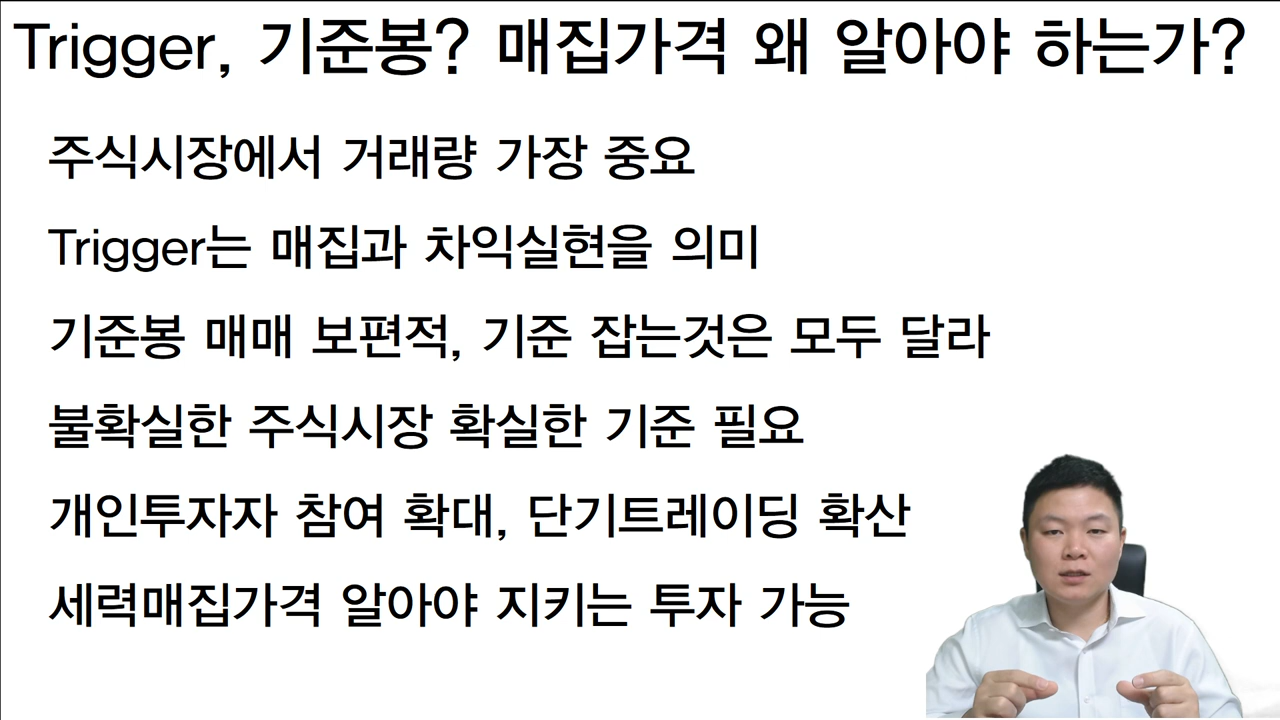 Trigger, 기준봉? 매집가격 왜 알아야 하는가?
주식시장에서 거래량 가장 중요
Trigger는 매집과 차익실현을 의미
기준봉 매매 보편적, 기준 잡는것은 모두 달라
불확실한 주식시장 확실한 기준 필요
개인투자자 참여 확대, 단기트레이딩 확산
세력매집가격 알아야 지키는 투자 가능